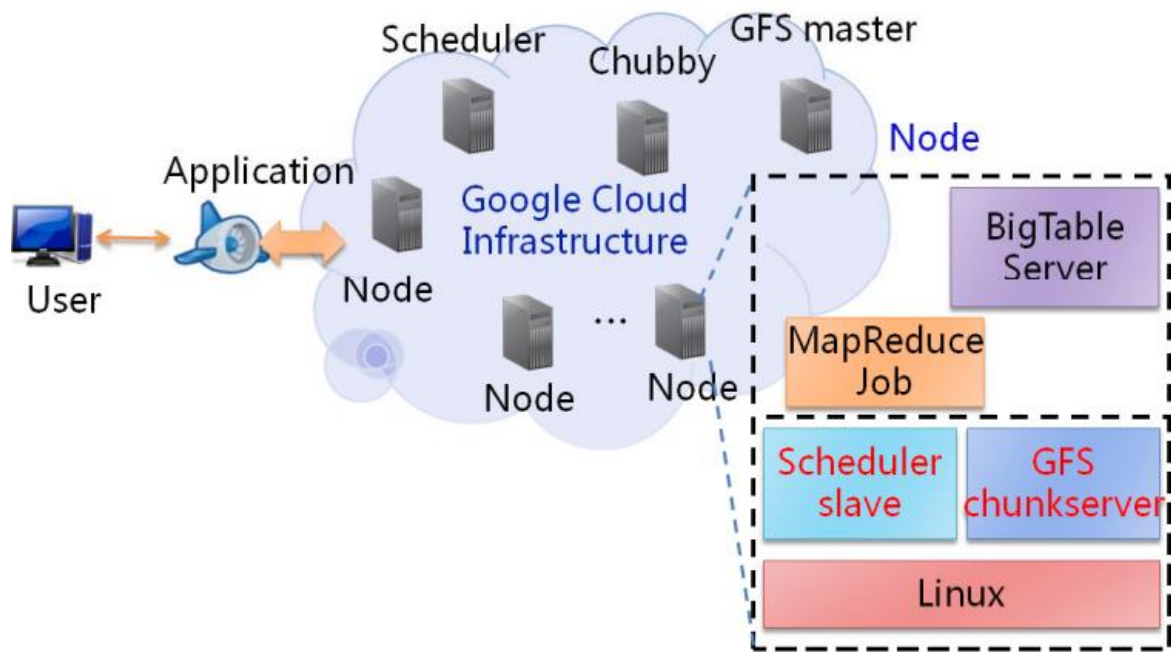 Scheduler
GFS master
Chubby
Node
Application
Google Cloud
Infrastructure
User
Node
...
Node
Node
BigTable
Server
MapReduce
Job
Scheduler
slave
GFS
chunkserver
Linux